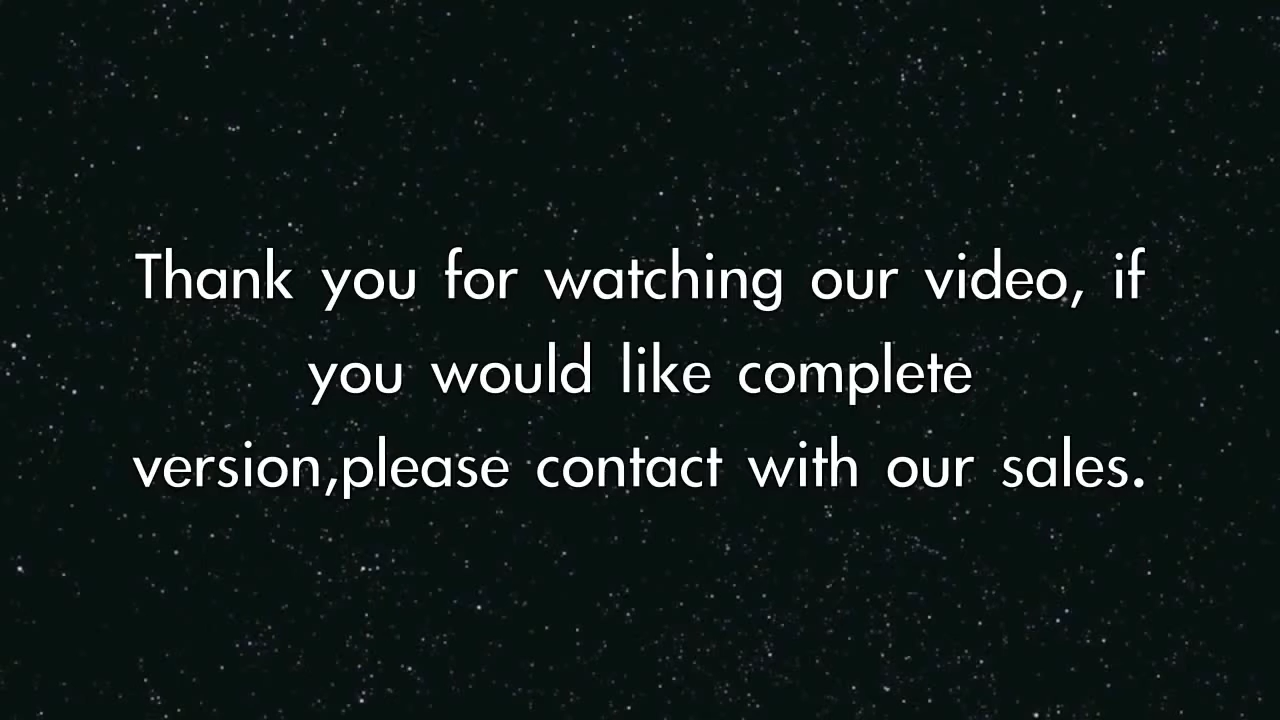 Thank you for watching our video, if
you would like complete
version,please contact with our sales.